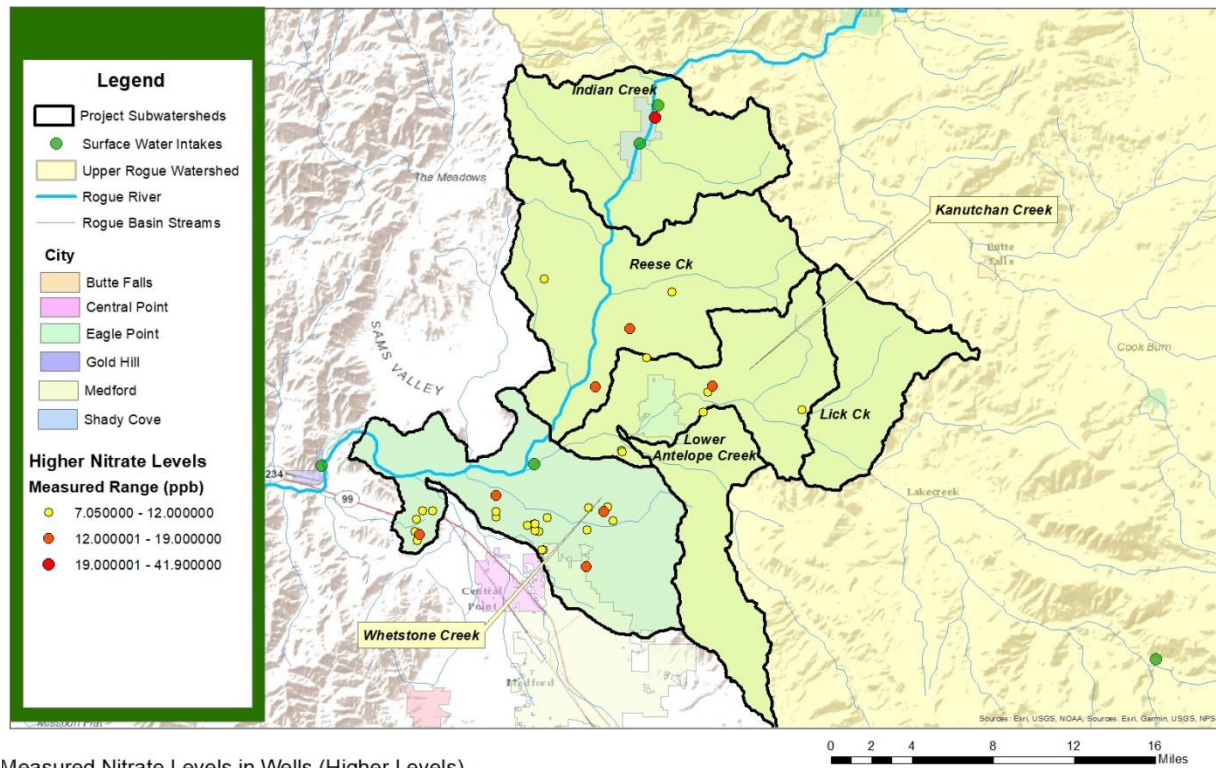 Legend
Project Subwatersheds
Surface Water Intakes
Upper Rogue Watershed
Rogue River
Rogue Basin Streams
City
Butte Falls
Central Point
Eagle Point
Gold Hill
Medford
Shady Cove
Higher Nitrate Levels
Measured Range (ppb)
7.050000 - 12.000000
12.000001 - 19.000000
19.000001 - 41.900000
Indian Creek
The Meadows
Kanutchan Creek
Butte
Falls
Reese Ck
SAMS VALLEY
Cook Burn
Lick Ck
Lower
Antelope Creek
234
99
Lakecreek
Central
Point
Whetstone Creek
Medford
Sources: Esri, USGS, NOAA, Sources: Esri, Garmin, USGS, NPS
0 2 4 8 12 16
Miles
Measured Nitrate Levels in Wells (Higher Levels)